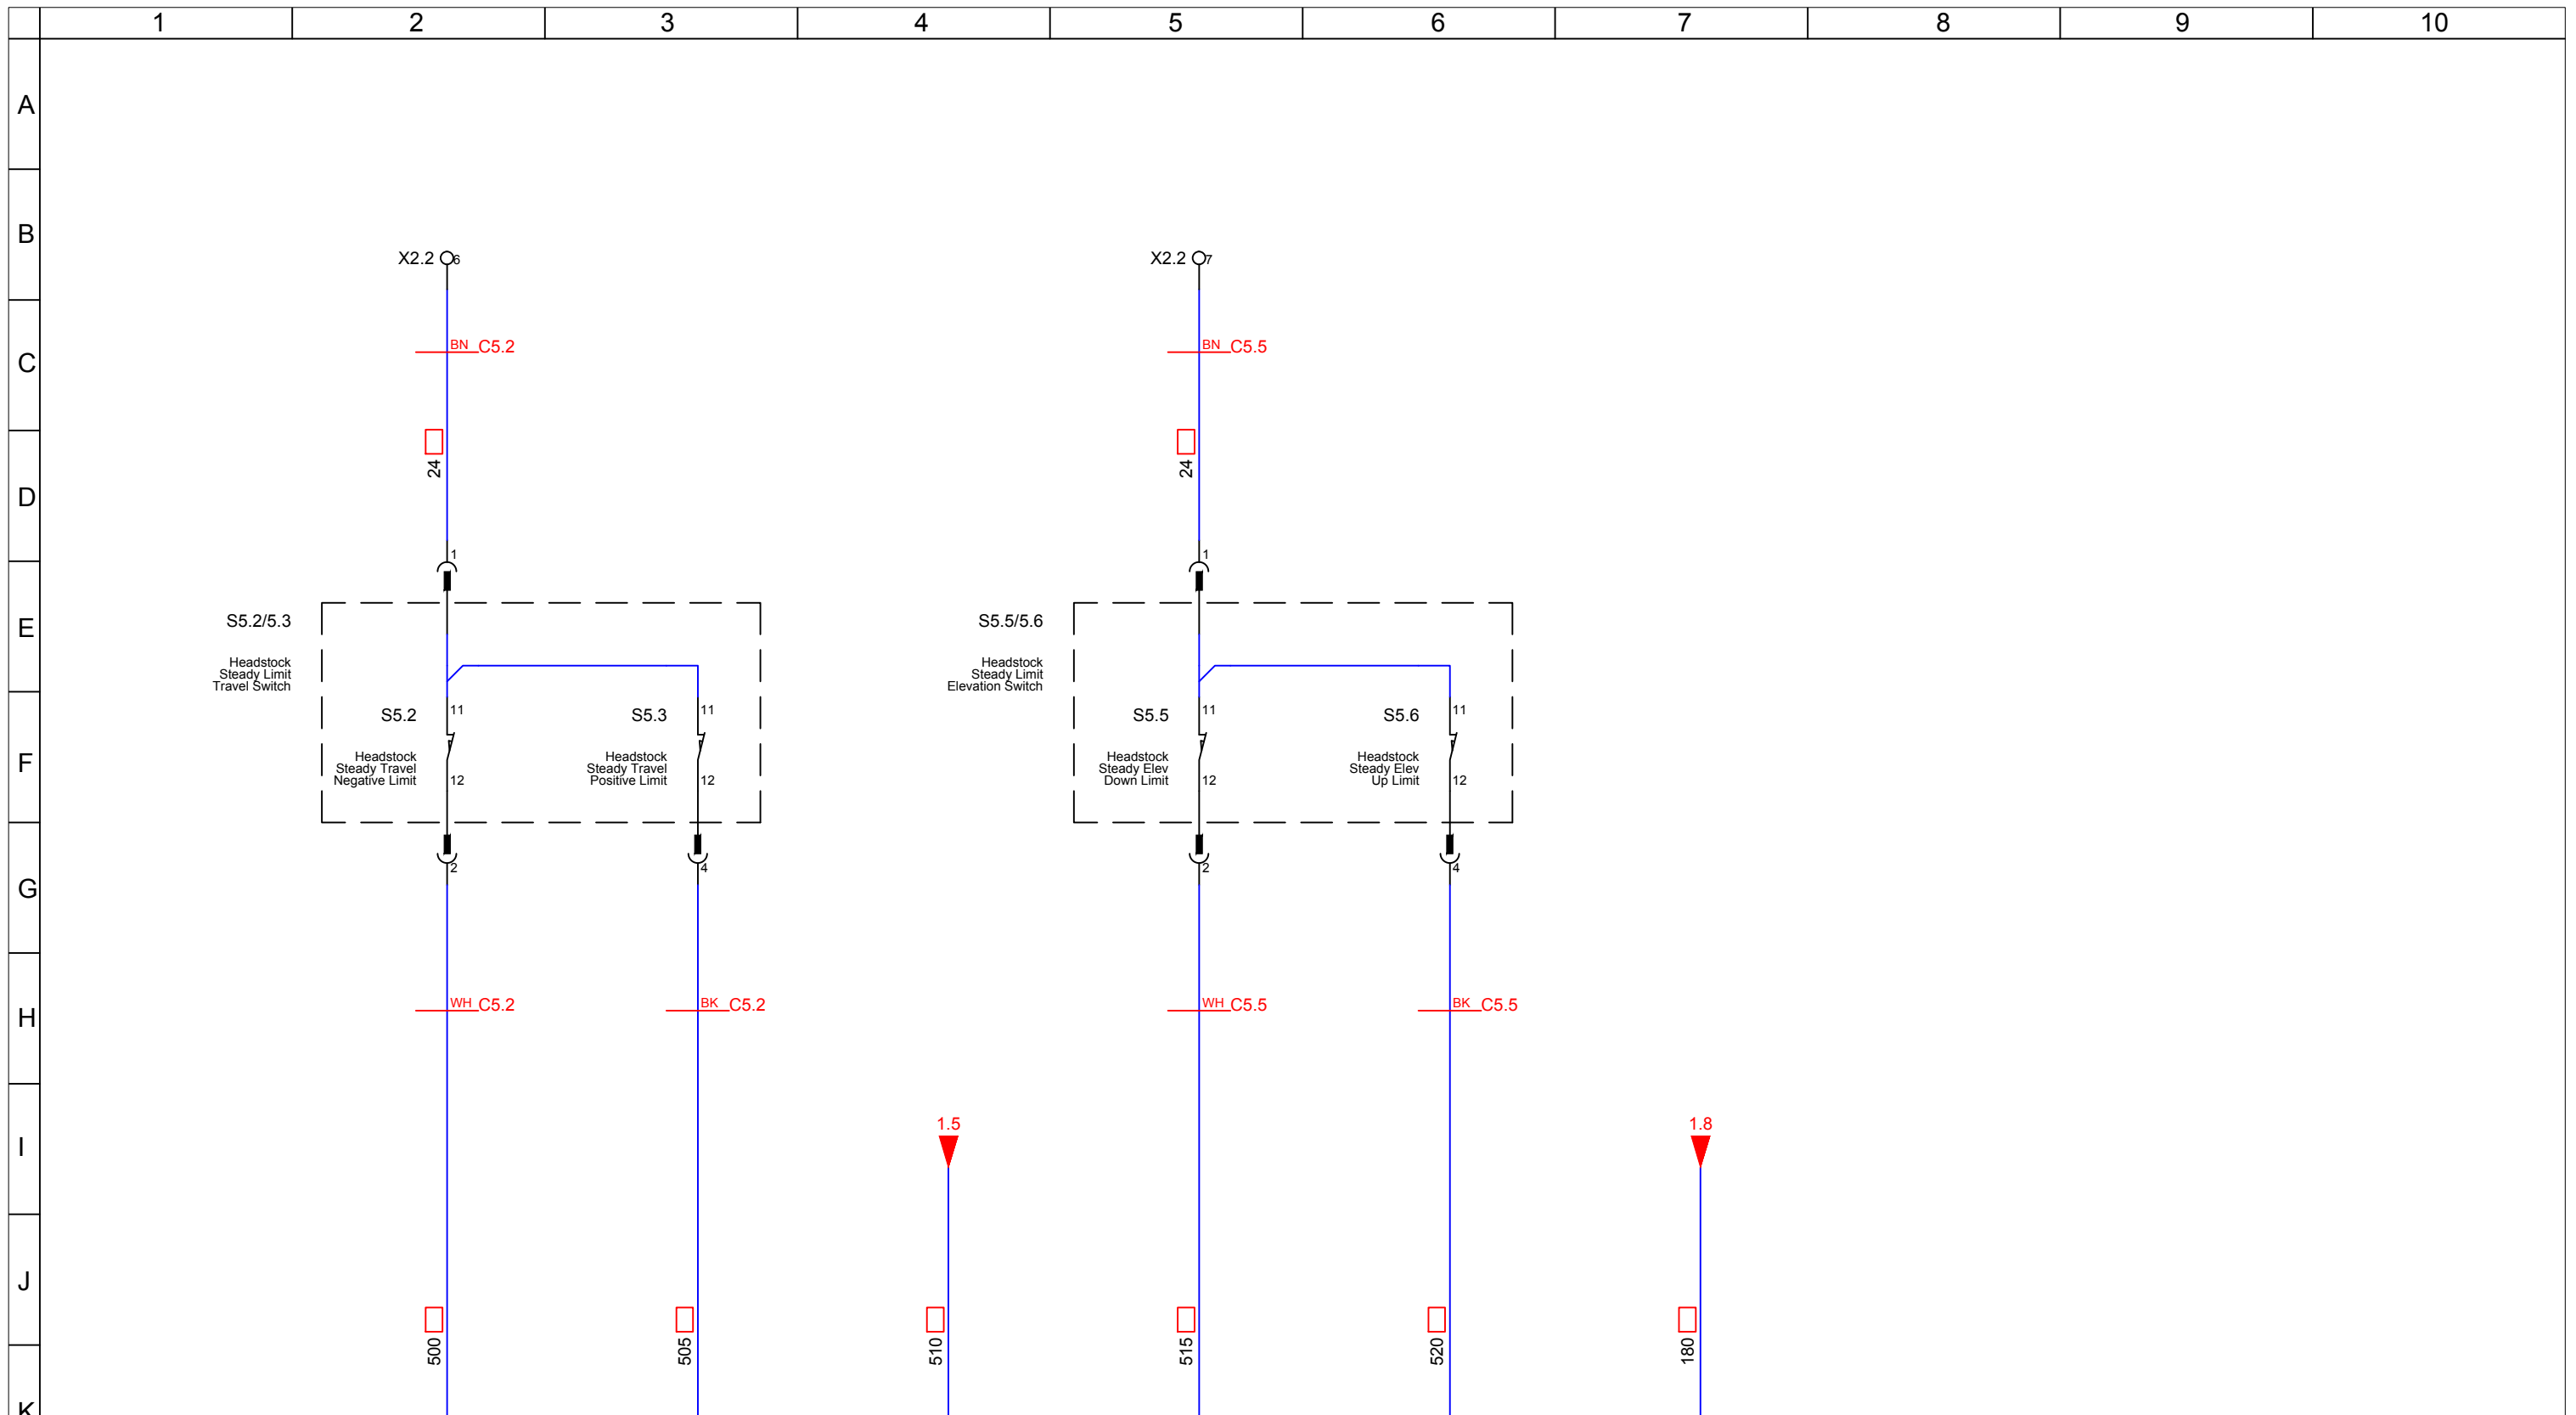 1 2 3 4 5 6 7 8 9 10
A
B
X2.2 6 X2.2 7
C
BN C5.2 BN C5.5
24 24
D
1 1
E
S5.2/5.3
Headstock
Steady Limit
Travel Switch
S5.5/5.6
Headstock
Steady Limit
Elevation Switch
F
S5.2
11
Headstock
Steady Travel
Negative Limit
12
S5.3
11
Headstock
Steady Travel
Positive Limit
12
S5.5
11
Headstock
Steady Elev
Down Limit
12
S5.6
11
Headstock
Steady Elev
Up Limit
12
2 4 2 4
G
H
WH C5.2 BK C5.2 WH C5.5 BK C5.5
I
1.5 1.8
J
500 505 510 515 520 180
K